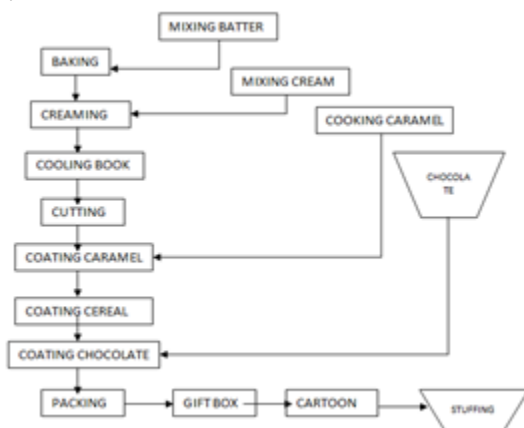 MIXING BATTER
BAKING
MIXING CREAM
CREAMING
COOKING CARAMEL
COOLING BOOK
CHOCOLA
TE
CUTTING
COATING CARAMEL
COATING CEREAL
COATING CHOCOLATE
PACKING
GIFT BOX
CARTOON
STUFFING